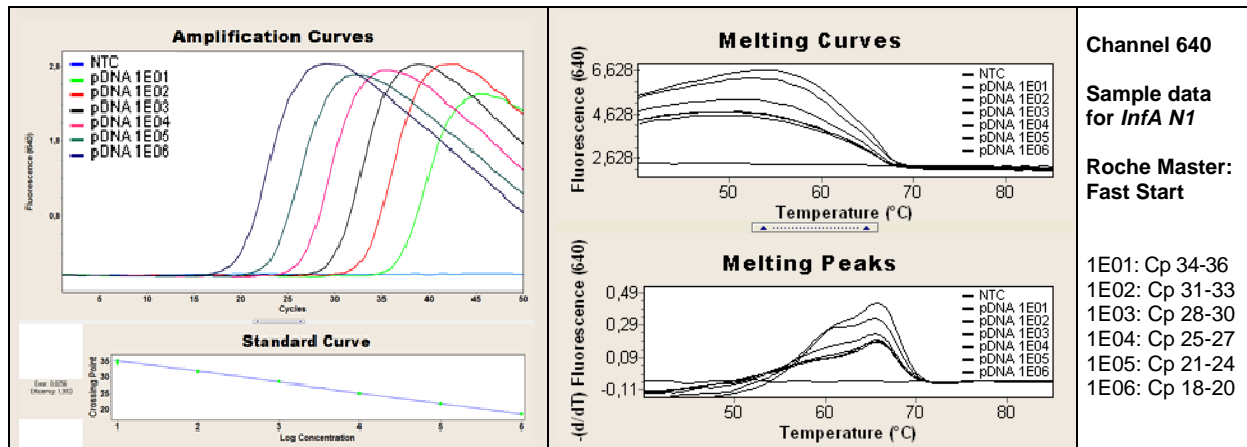 Amplification Curves
NTC
pDNA 1E01
pDNA 1E02
pDNA 1E03
pDNA 1E04
pDNA 1E05
pDNA 1E06
Fluorescence (640)
2,0
1,0
0,0
5 10 15 20 25 30 35 40 45 50
Cycles
Standard Curve
Error: 0,0256
Crossing Point
35
30
25
20
1 2 3 4 5 6
Log Concentration
Melting Curves
Fluorescence (640)
6,628
4,628
2,628
NTC
pDNA 1E01
pDNA 1E02
pDNA 1E03
pDNA 1E04
pDNA 1E05
pDNA 1E06
50 60 70 80
Temperature (°C)
Melting Peaks
-(d/dT) Fluorescence (640)
0,49
0,29
0,09
-0,11
NTC
pDNA 1E01
pDNA 1E02
pDNA 1E03
pDNA 1E04
pDNA 1E05
pDNA 1E06
50 60 70 80
Temperature (°C)
Channel 640
Sample data
for InfA N1
Roche Master:
Fast Start
1E01: Cp 34-36
1E02: Cp 31-33
1E03: Cp 28-30
1E04: Cp 25-27
1E05: Cp 21-24
1E06: Cp 18-20